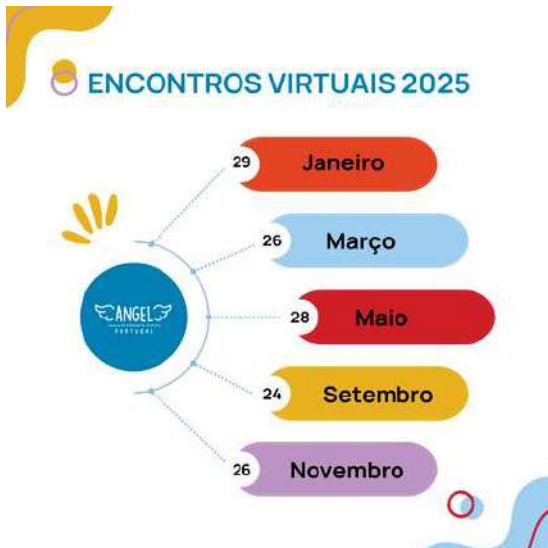 ENCONTROS VIRTUAIS 2025
29 Janeiro
26 Março
28 Maio
24 Setembro
26 Novembro
ANGEL
PORTUGAL